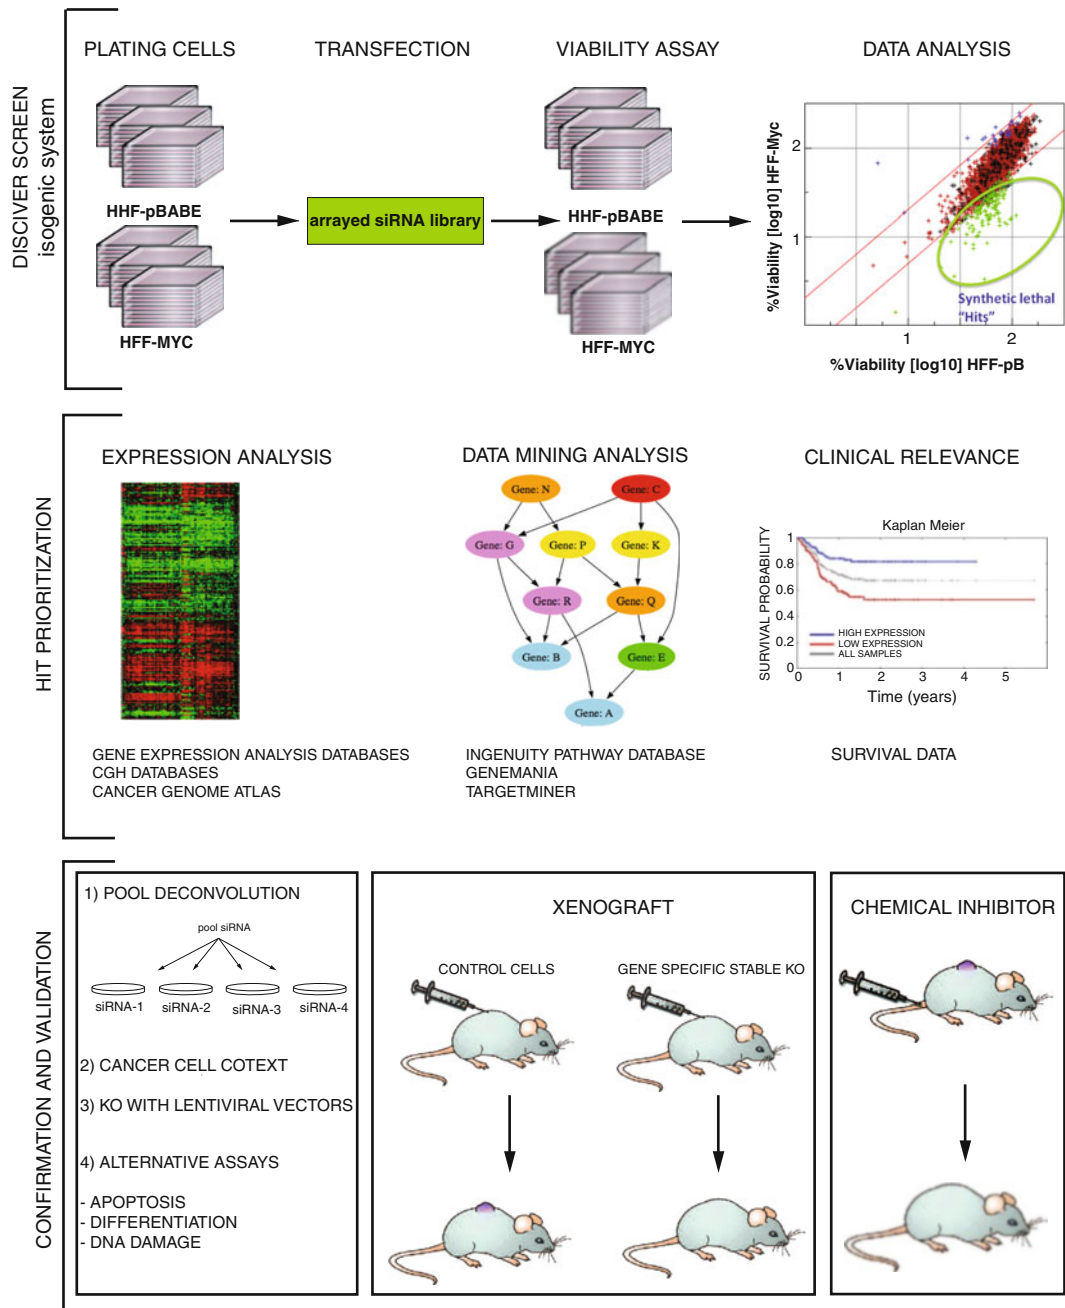 DISCIVER SCREEN
isogenic system
PLATING CELLS
TRANSFECTION
VIABILITY ASSAY
DATA ANALYSIS
HHF-pBABE
HFF-MYC
arrayed siRNA library
HHF-pBABE
HFF-MYC
%Viability [log10] HFF-Myc
2
1
Synthetic lethal
"Hits"
1
2
%Viability [log10] HFF-pB
HIT PRIORITIZATION
EXPRESSION ANALYSIS
GENE EXPRESSION ANALYSIS DATABASES
CGH DATABASES
CANCER GENOME ATLAS
DATA MINING ANALYSIS
Gene: N
Gene: C
Gene: G
Gene: P
Gene: K
Gene: R
Gene: Q
Gene: B
Gene: E
Gene: A
INGENUITY PATHWAY DATABASE
GENEMANIA
TARGETMINER
CLINICAL RELEVANCE
Kaplan Meier
SURVIVAL PROBABILITY
1
0.8
0.6
0.4
0.2
0
HIGH EXPRESSION
LOW EXPRESSION
ALL SAMPLES
0
1
2
3
4
5
Time (years)
SURVIVAL DATA
CONFIRMATION AND VALIDATION
1) POOL DECONVOLUTION
pool siRNA
siRNA-1
siRNA-2
siRNA-3
siRNA-4
2) CANCER CELL COTEXT
3) KO WITH LENTIVIRAL VECTORS
4) ALTERNATIVE ASSAYS
- APOPTOSIS
- DIFFERENTIATION
- DNA DAMAGE
XENOGRAFT
CONTROL CELLS
GENE SPECIFIC STABLE KO
CHEMICAL INHIBITOR